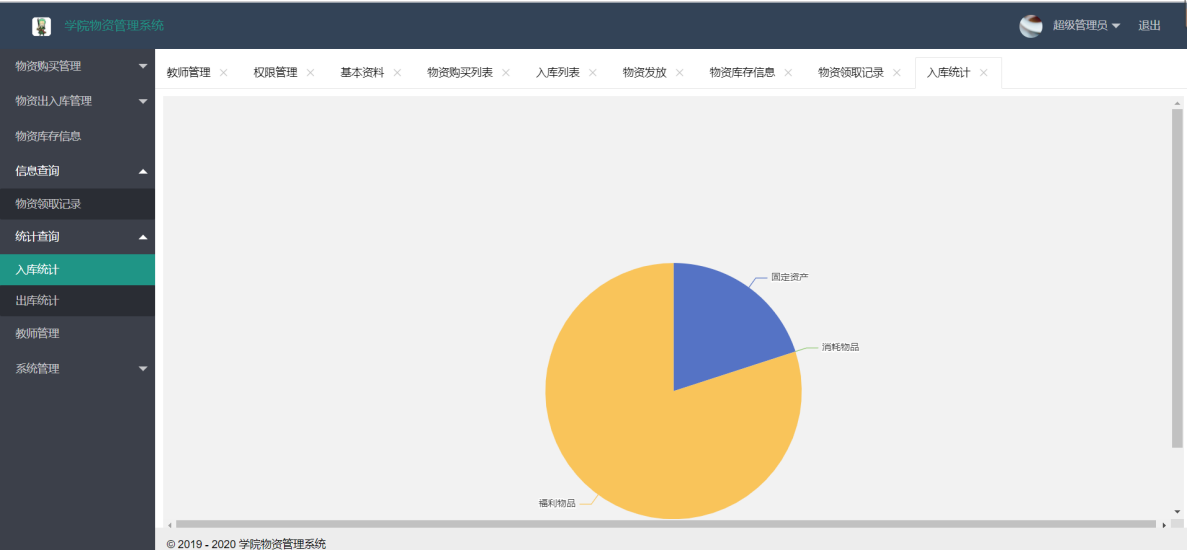 学院物资管理系统
超级管理员
退出
物资购买管理
物资出入库管理
物资库存信息
信息查询
物资领取记录
统计查询
入库统计
出库统计
教师管理
系统管理
教师管理
权限管理
基本资料
物资购买列表
入库列表
物资发放
物资库存信息
物资领取记录
入库统计
固定资产
消耗物品
福利物品
© 2019 - 2020 学院物资管理系统